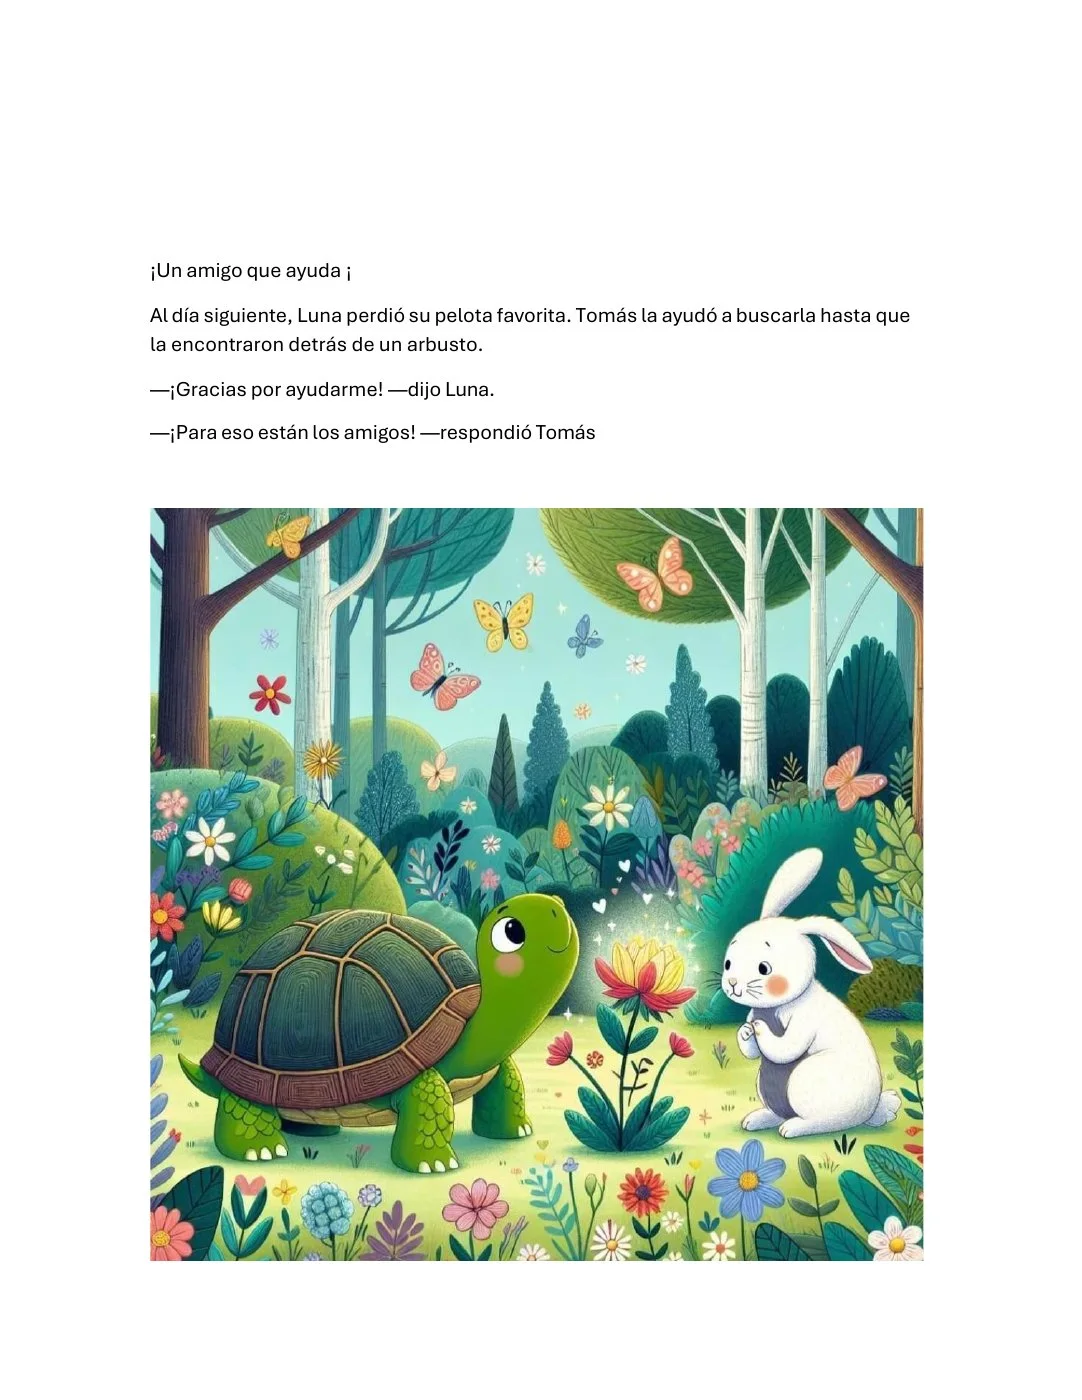 ¡Un amigo que ayuda ¡
Al día siguiente, Luna perdió su pelota favorita. Tomás la ayudó a buscarla hasta que
la encontraron detrás de un arbusto.
—¡Gracias por ayudarme! —dijo Luna.
—¡Para eso están los amigos! —respondió Tomás